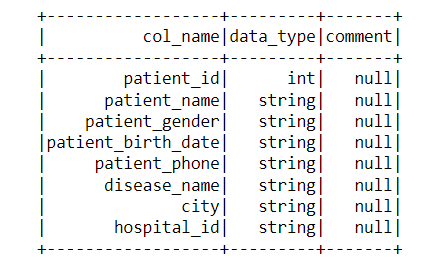 +------------------+---------+-------+
|          col_name|data_type|comment|
+------------------+---------+-------+
|        patient_id|      int|   null|
|      patient_name|   string|   null|
|    patient_gender|   string|   null|
|patient_birth_date|   string|   null|
|     patient_phone|   string|   null|
|      disease_name|   string|   null|
|              city|   string|   null|
|       hospital_id|   string|   null|
+------------------+---------+-------+